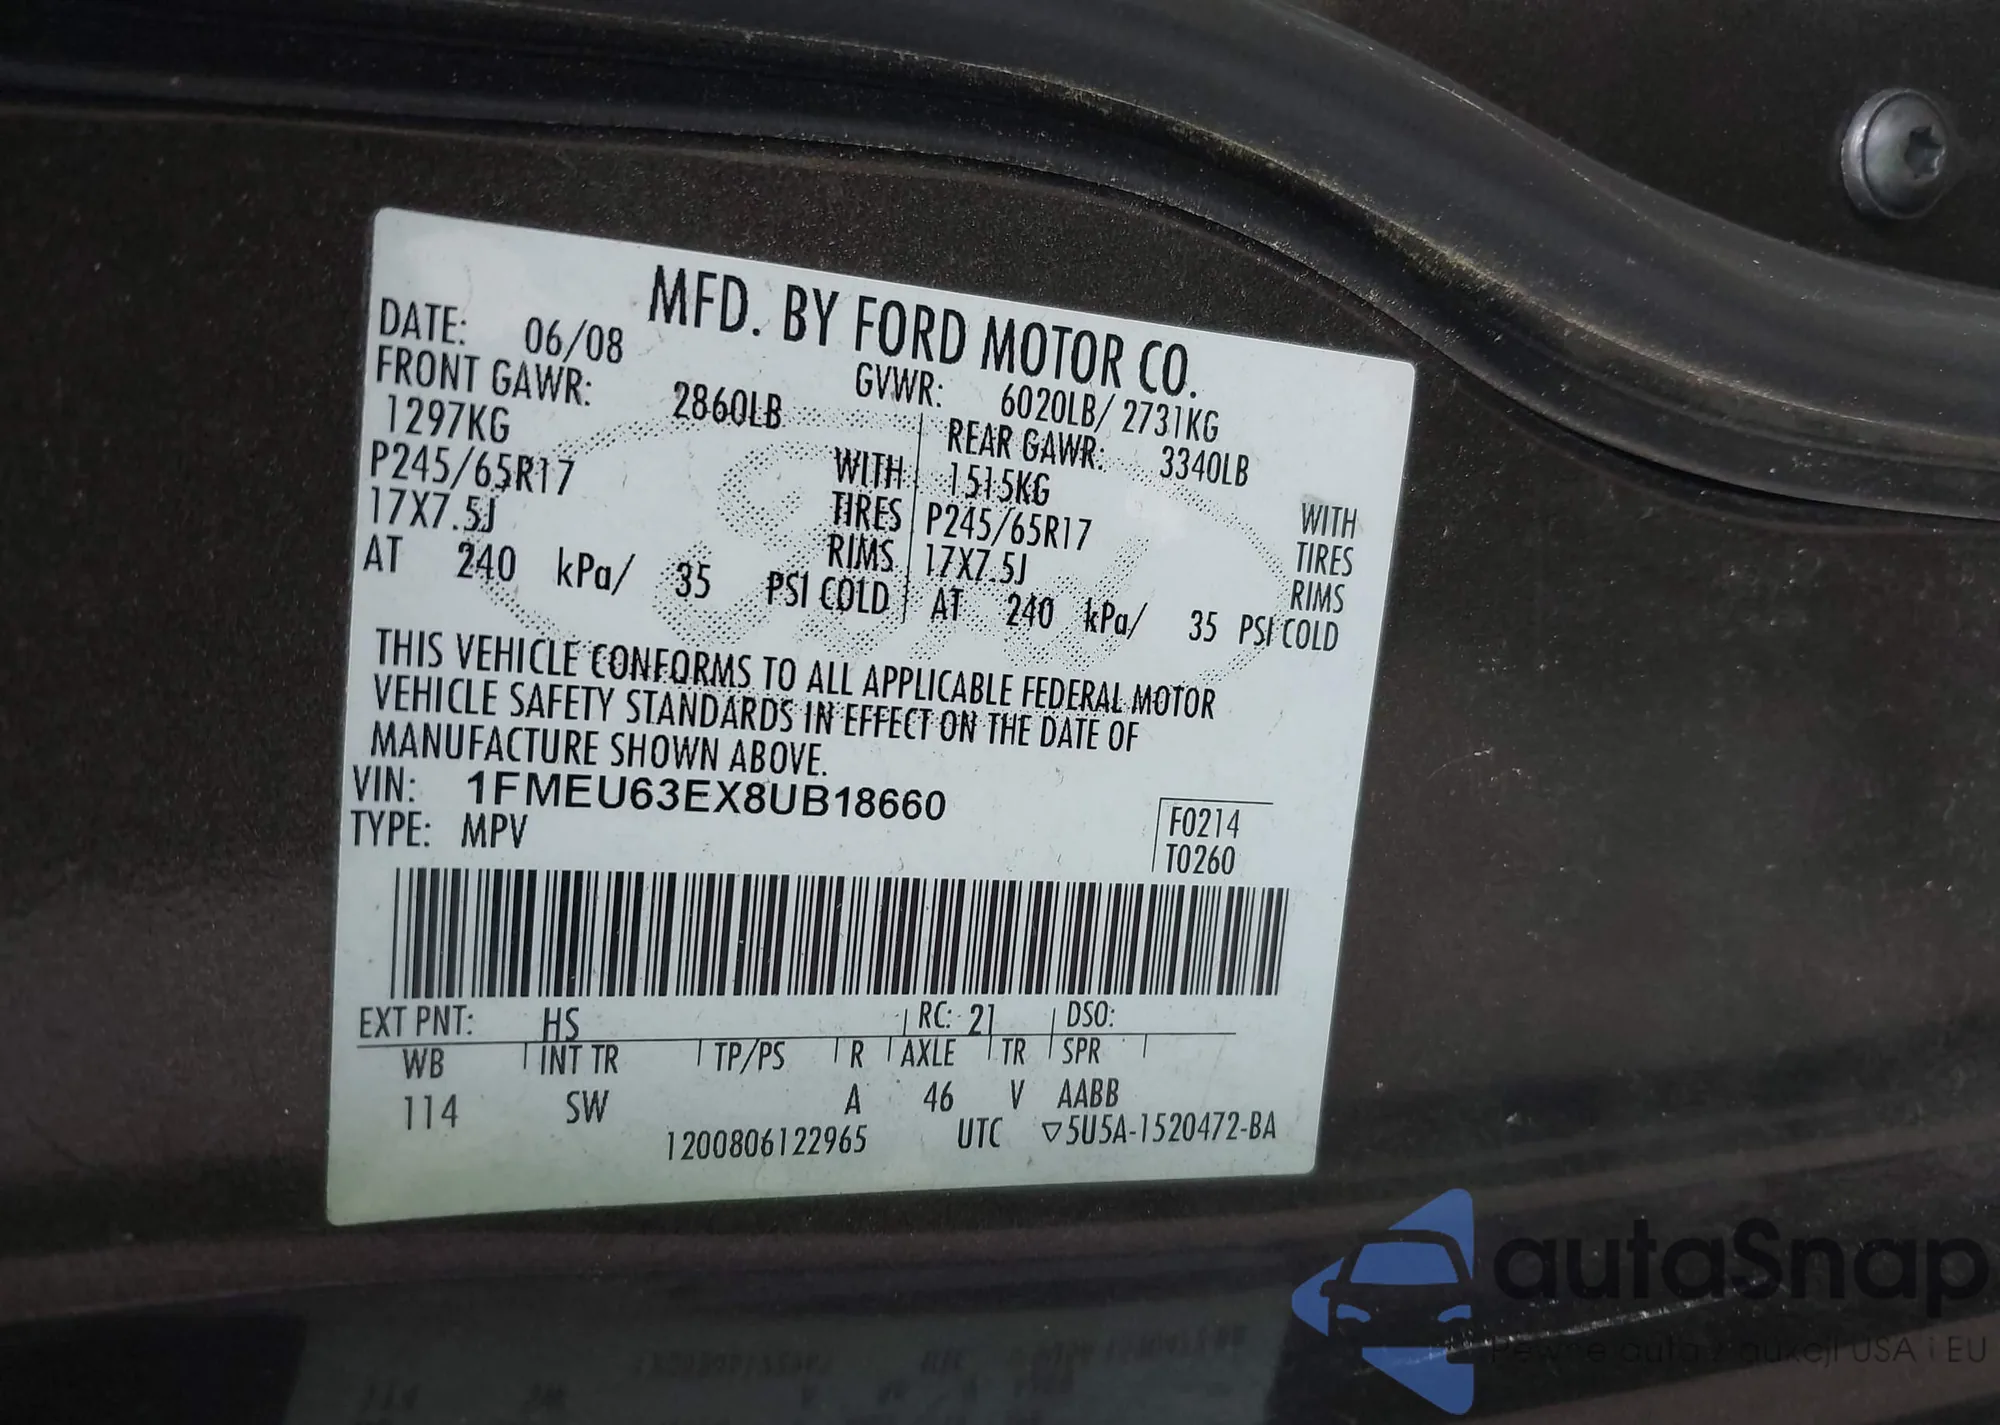 MFD. BY FORD MOTOR CO.
DATE: 06/08 GVWR: 6020LB/ 2731KG
FRONT GAWR: 2860LB REAR GAWR: 3340LB
1297KG WITH 1515KG WITH
P245/65R17 TIRES P245/65R17 TIRES
17X7.5J RIMS 17X7.5J RIMS
AT 240 kPa/ 35 PSI COLD AT 240 kPa/ 35 PSI COLD
THIS VEHICLE CONFORMS TO ALL APPLICABLE FEDERAL MOTOR
VEHICLE SAFETY STANDARDS IN EFFECT ON THE DATE OF
MANUFACTURE SHOWN ABOVE.
VIN: 1FMEU63EX8UB18660
TYPE: MPV
F0214
T0260
EXT PNT: HS RC: 21 DSO:
WB INT TR TP/PS R AXLE TR SPR
114 SW A 46 V AABB
1200806122965 UTC ▽5U5A-1520472-BA
autaSnap
Pewne auta z aukcji USA i EU